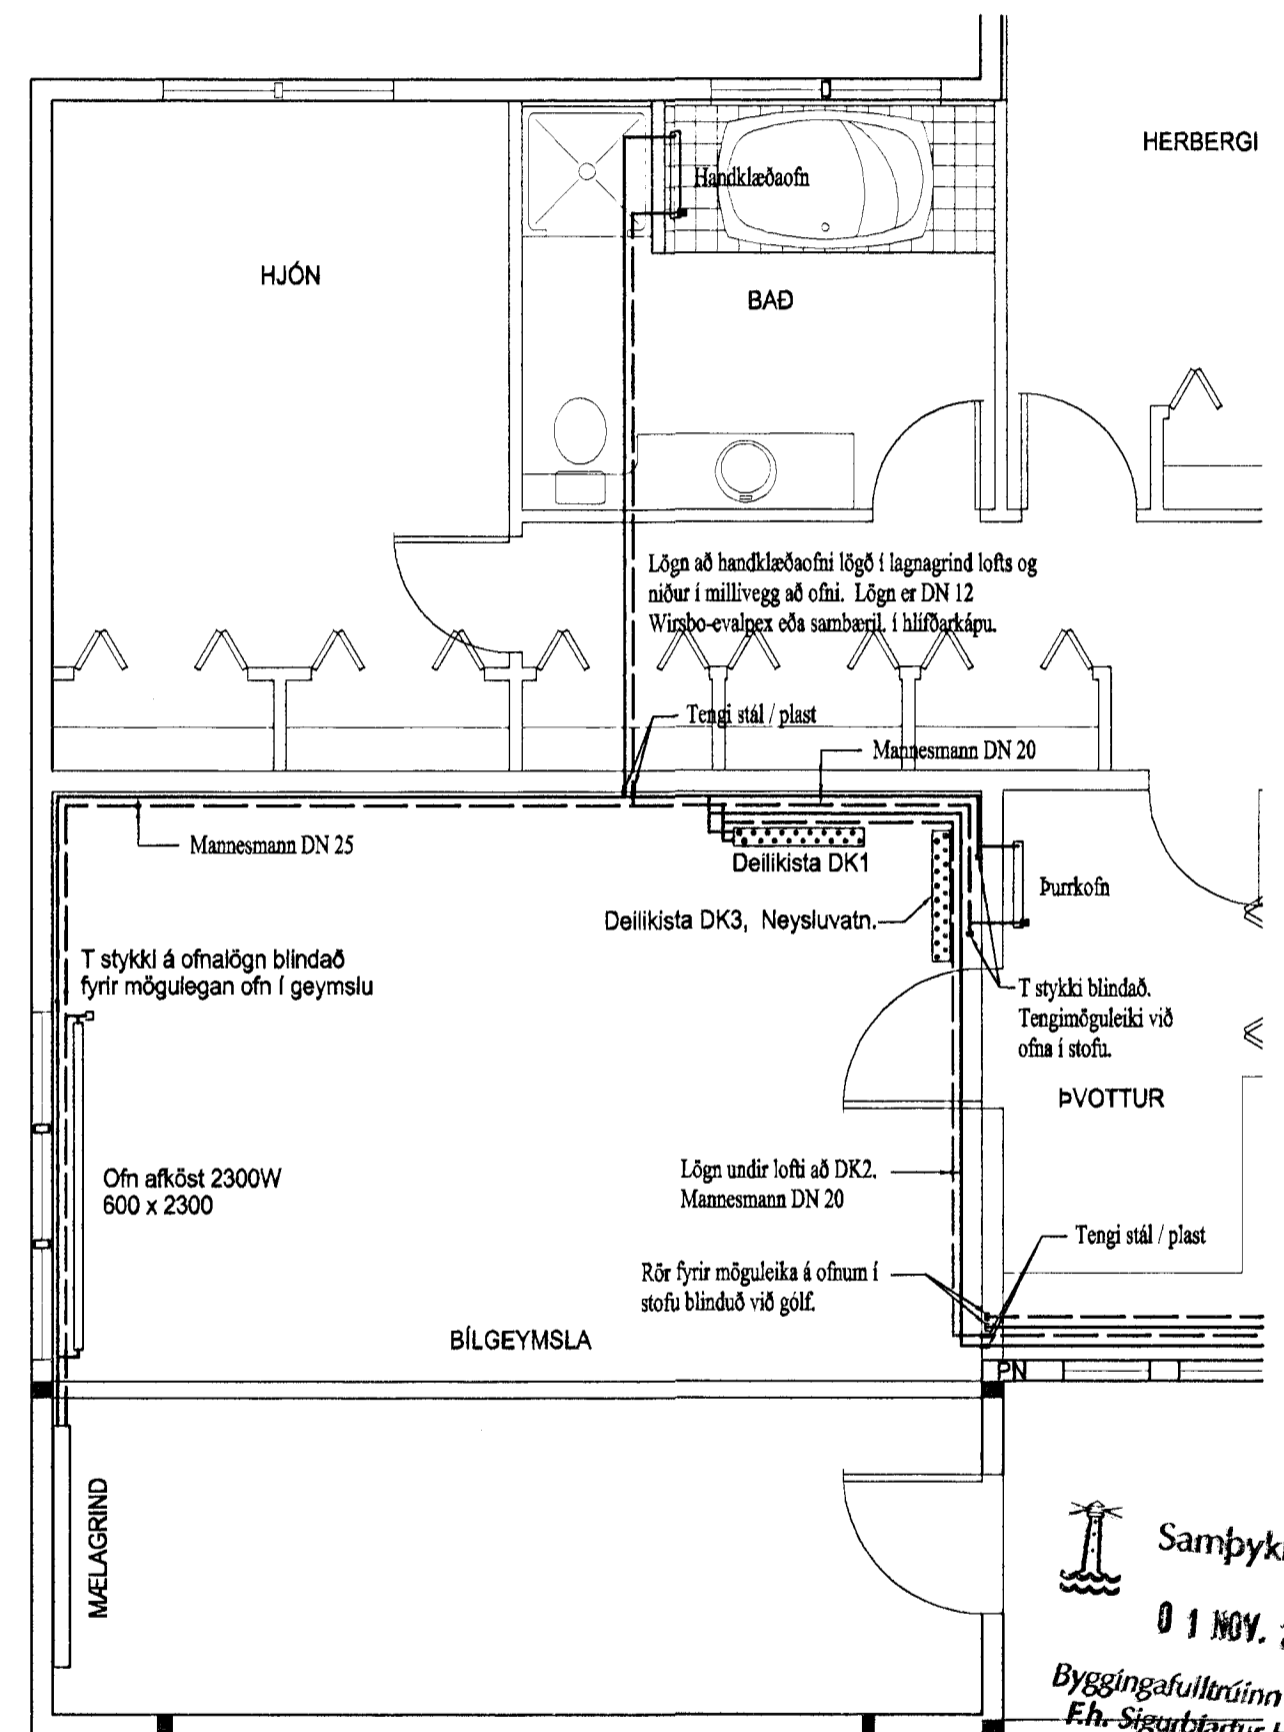 HERBERGI
Handklæðaofn
HJÓN
BAÐ
Lögn að handklæðaofni lögð í lagnagrind lofts og
niður í millivegg að ofni. Lögn er DN 12
Wirsbo-evalpex eða sambæril. í hlífðarkápu.
Tengi stál / plast
Mannesmann DN 20
Mannesmann DN 25
Deilikista DK1
Þurrkofn
Deilikista DK3, Neysluvatn.
T stykki á ofnalögn blindað
fyrir mögulegan ofn í geymslu
T stykki blindað.
Tengimöguleiki við
ofna í stofu.
ÞVOTTUR
Ofn afköst 2300W
600 x 2300
Lögn undir lofti að DK2.
Mannesmann DN 20
Tengi stál / plast
Rör fyrir möguleika á ofnum í
stofu blinduð við gólf.
BÍLGEYMSLA
ÞN
MÆLAGRIND
Samþyk
0 1 NOV.
Byggingafulltrúinn
F.h.